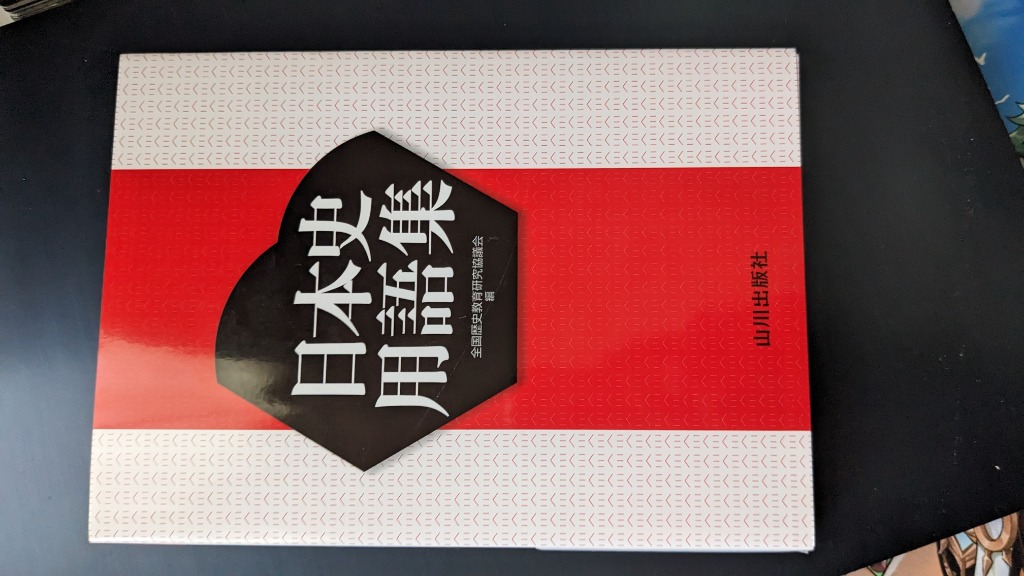 日本史
用語集
全国歴史教育研究協議会
編
山川出版社